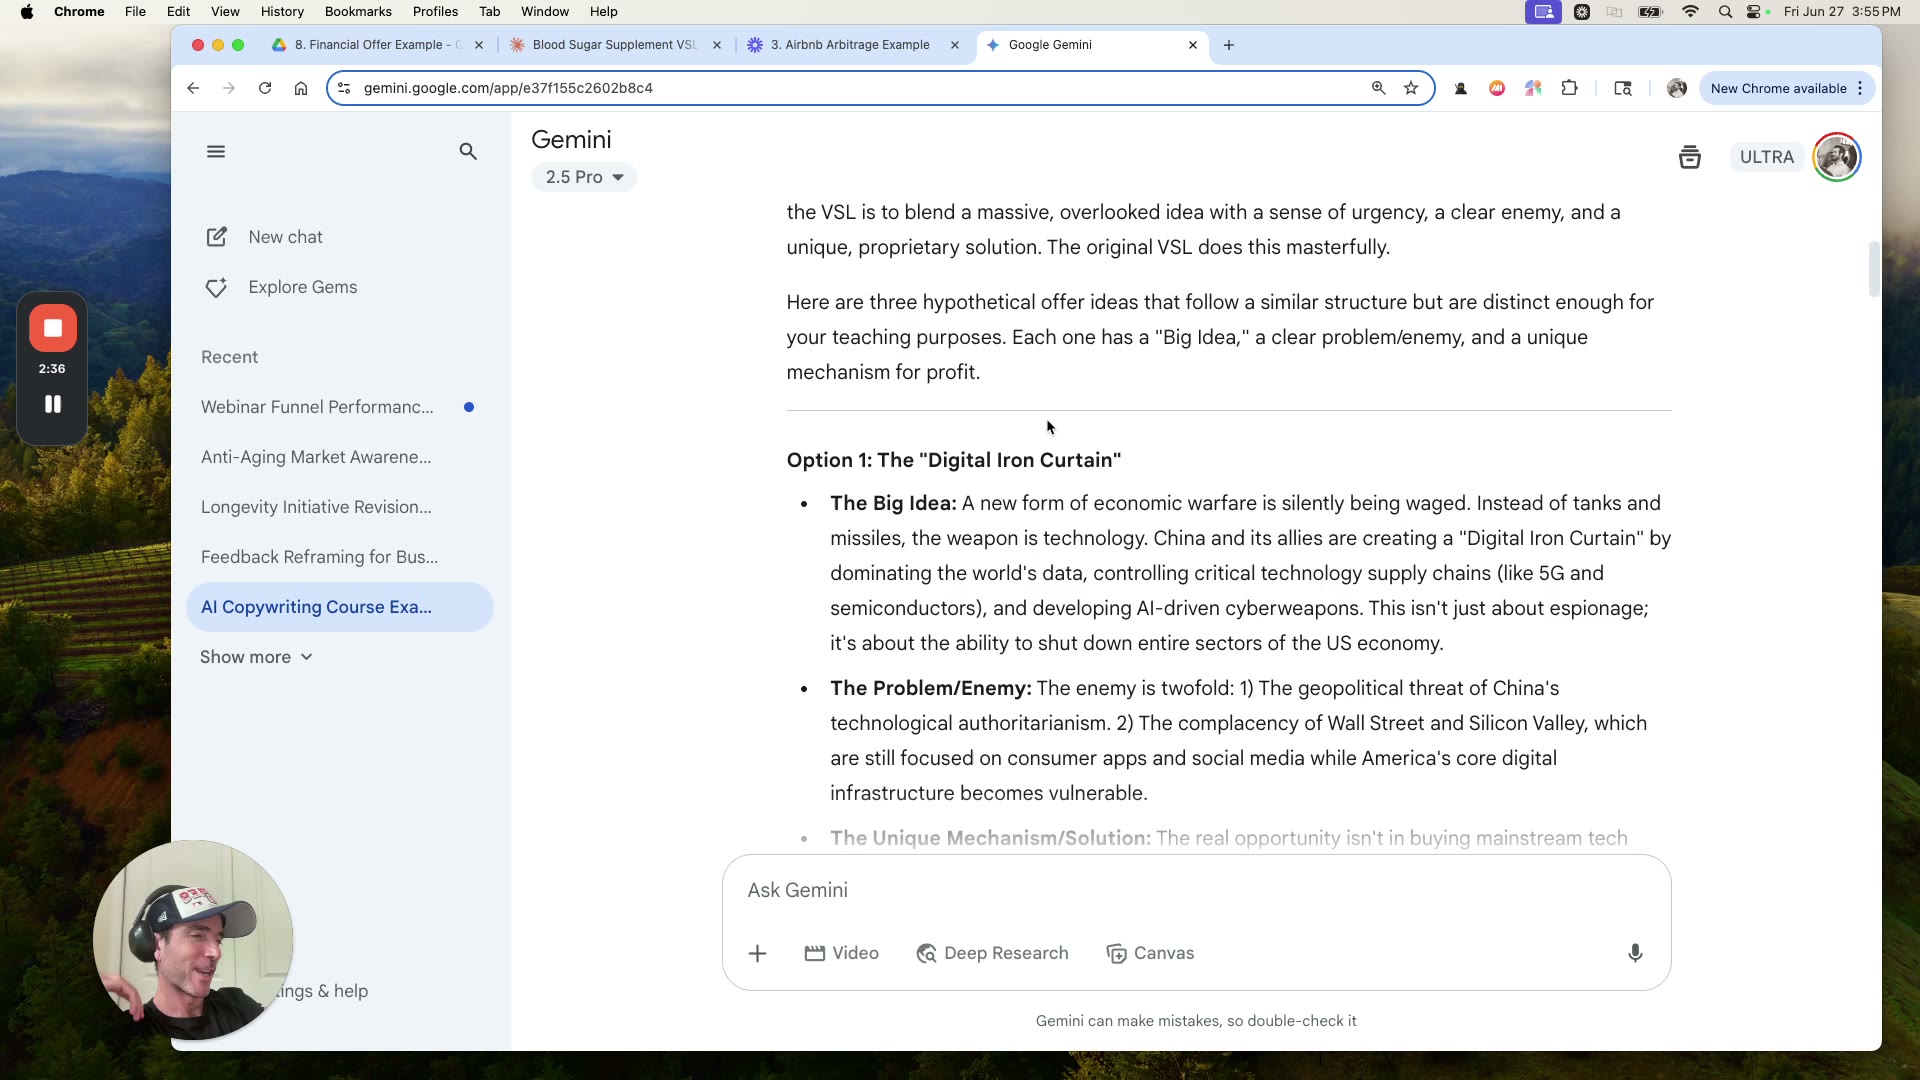 Chrome File Edit View History Bookmarks Profiles Tab Window Help Fri Jun 27 3:55 PM
8. Financial Offer Example - Blood Sugar Supplement VSL 3. Airbnb Arbitrage Example Google Gemini
gemini.google.com/app/e37f155c2602b8c4 New Chrome available
Gemini
2.5 Pro
ULTRA
New chat
Explore Gems
Recent
Webinar Funnel Performanc...
Anti-Aging Market Awarene...
Longevity Initiative Revision...
Feedback Reframing for Bus...
AI Copywriting Course Exa...
Show more
ings & help
2:36
the VSL is to blend a massive, overlooked idea with a sense of urgency, a clear enemy, and a
unique, proprietary solution. The original VSL does this masterfully.
Here are three hypothetical offer ideas that follow a similar structure but are distinct enough for
your teaching purposes. Each one has a "Big Idea," a clear problem/enemy, and a unique
mechanism for profit.
Option 1: The "Digital Iron Curtain"
• The Big Idea: A new form of economic warfare is silently being waged. Instead of tanks and
missiles, the weapon is technology. China and its allies are creating a "Digital Iron Curtain" by
dominating the world's data, controlling critical technology supply chains (like 5G and
semiconductors), and developing AI-driven cyberweapons. This isn't just about espionage;
it's about the ability to shut down entire sectors of the US economy.
• The Problem/Enemy: The enemy is twofold: 1) The geopolitical threat of China's
technological authoritarianism. 2) The complacency of Wall Street and Silicon Valley, which
are still focused on consumer apps and social media while America's core digital
infrastructure becomes vulnerable.
• The Unique Mechanism/Solution: The real opportunity isn't in buying mainstream tech
Ask Gemini
Video Deep Research Canvas
Gemini can make mistakes, so double-check it